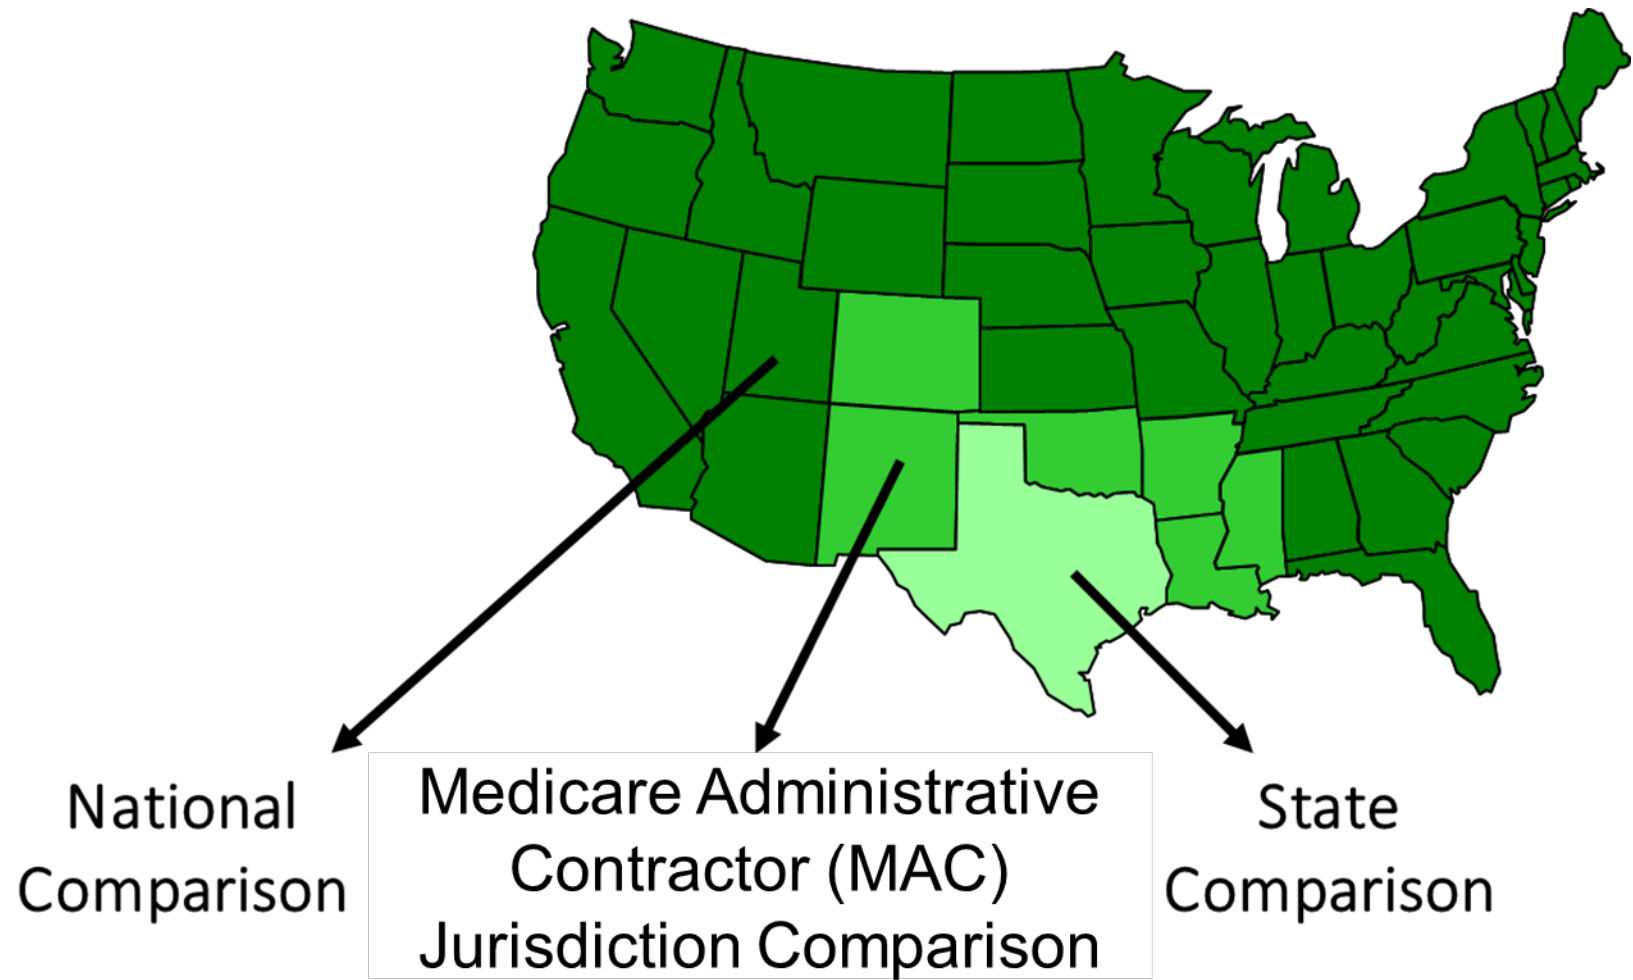 National
Comparison
Medicare Administrative
Contractor (MAC)
Jurisdiction Comparison
State
Comparison